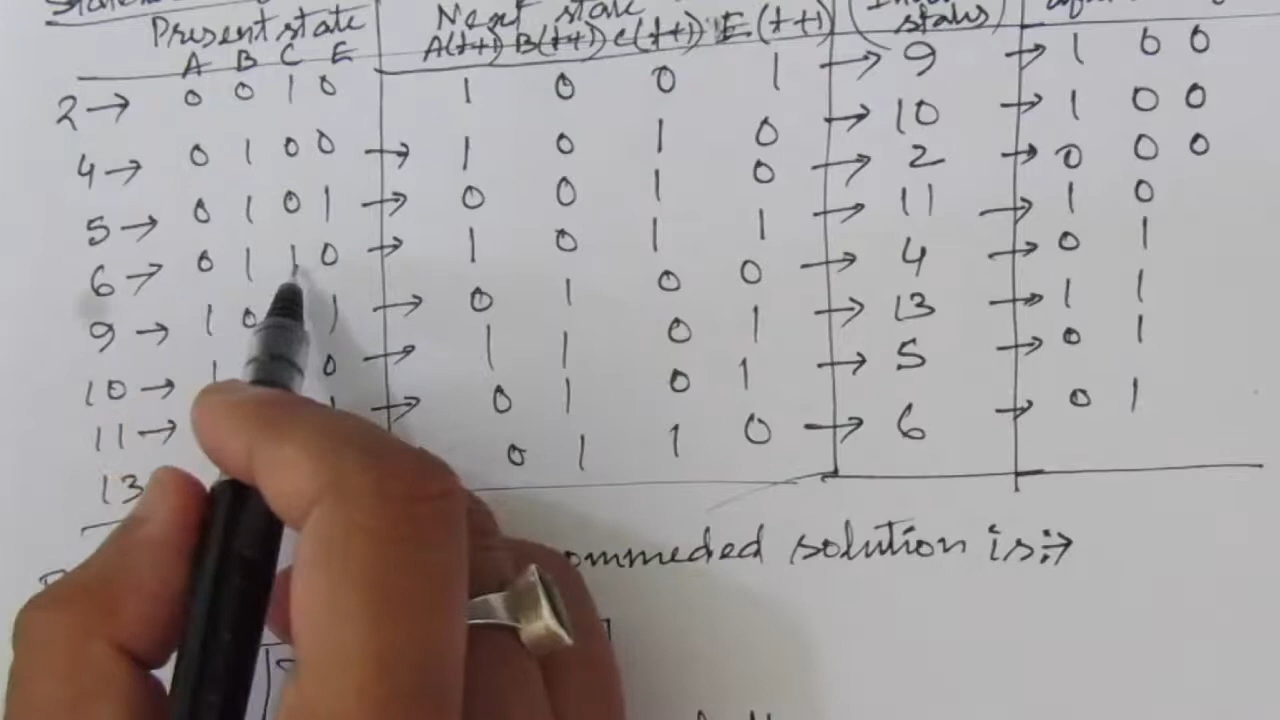 Present state Next state states)
A B C E A(t+1) B(t+1) C(t+1) E(t+1)
2→ 0 0 1 0 1 0 0 1 → 9 → 1 0 0
4→ 0 1 0 0 → 1 0 1 0 → 10 → 1 0 0
5→ 0 1 0 1 → 0 0 1 0 → 2 → 0 0 0
6→ 0 1 1 0 → 1 0 1 1 → 11 → 1 0
9→ 1 0 1 → 0 1 0 0 → 4 → 0 1
10→ 0 → 1 1 0 1 → 13 → 1 1
11→ → 0 1 0 1 → 5 → 0 1
13 0 1 1 0 → 6 → 0 1
ommeded solution is:→